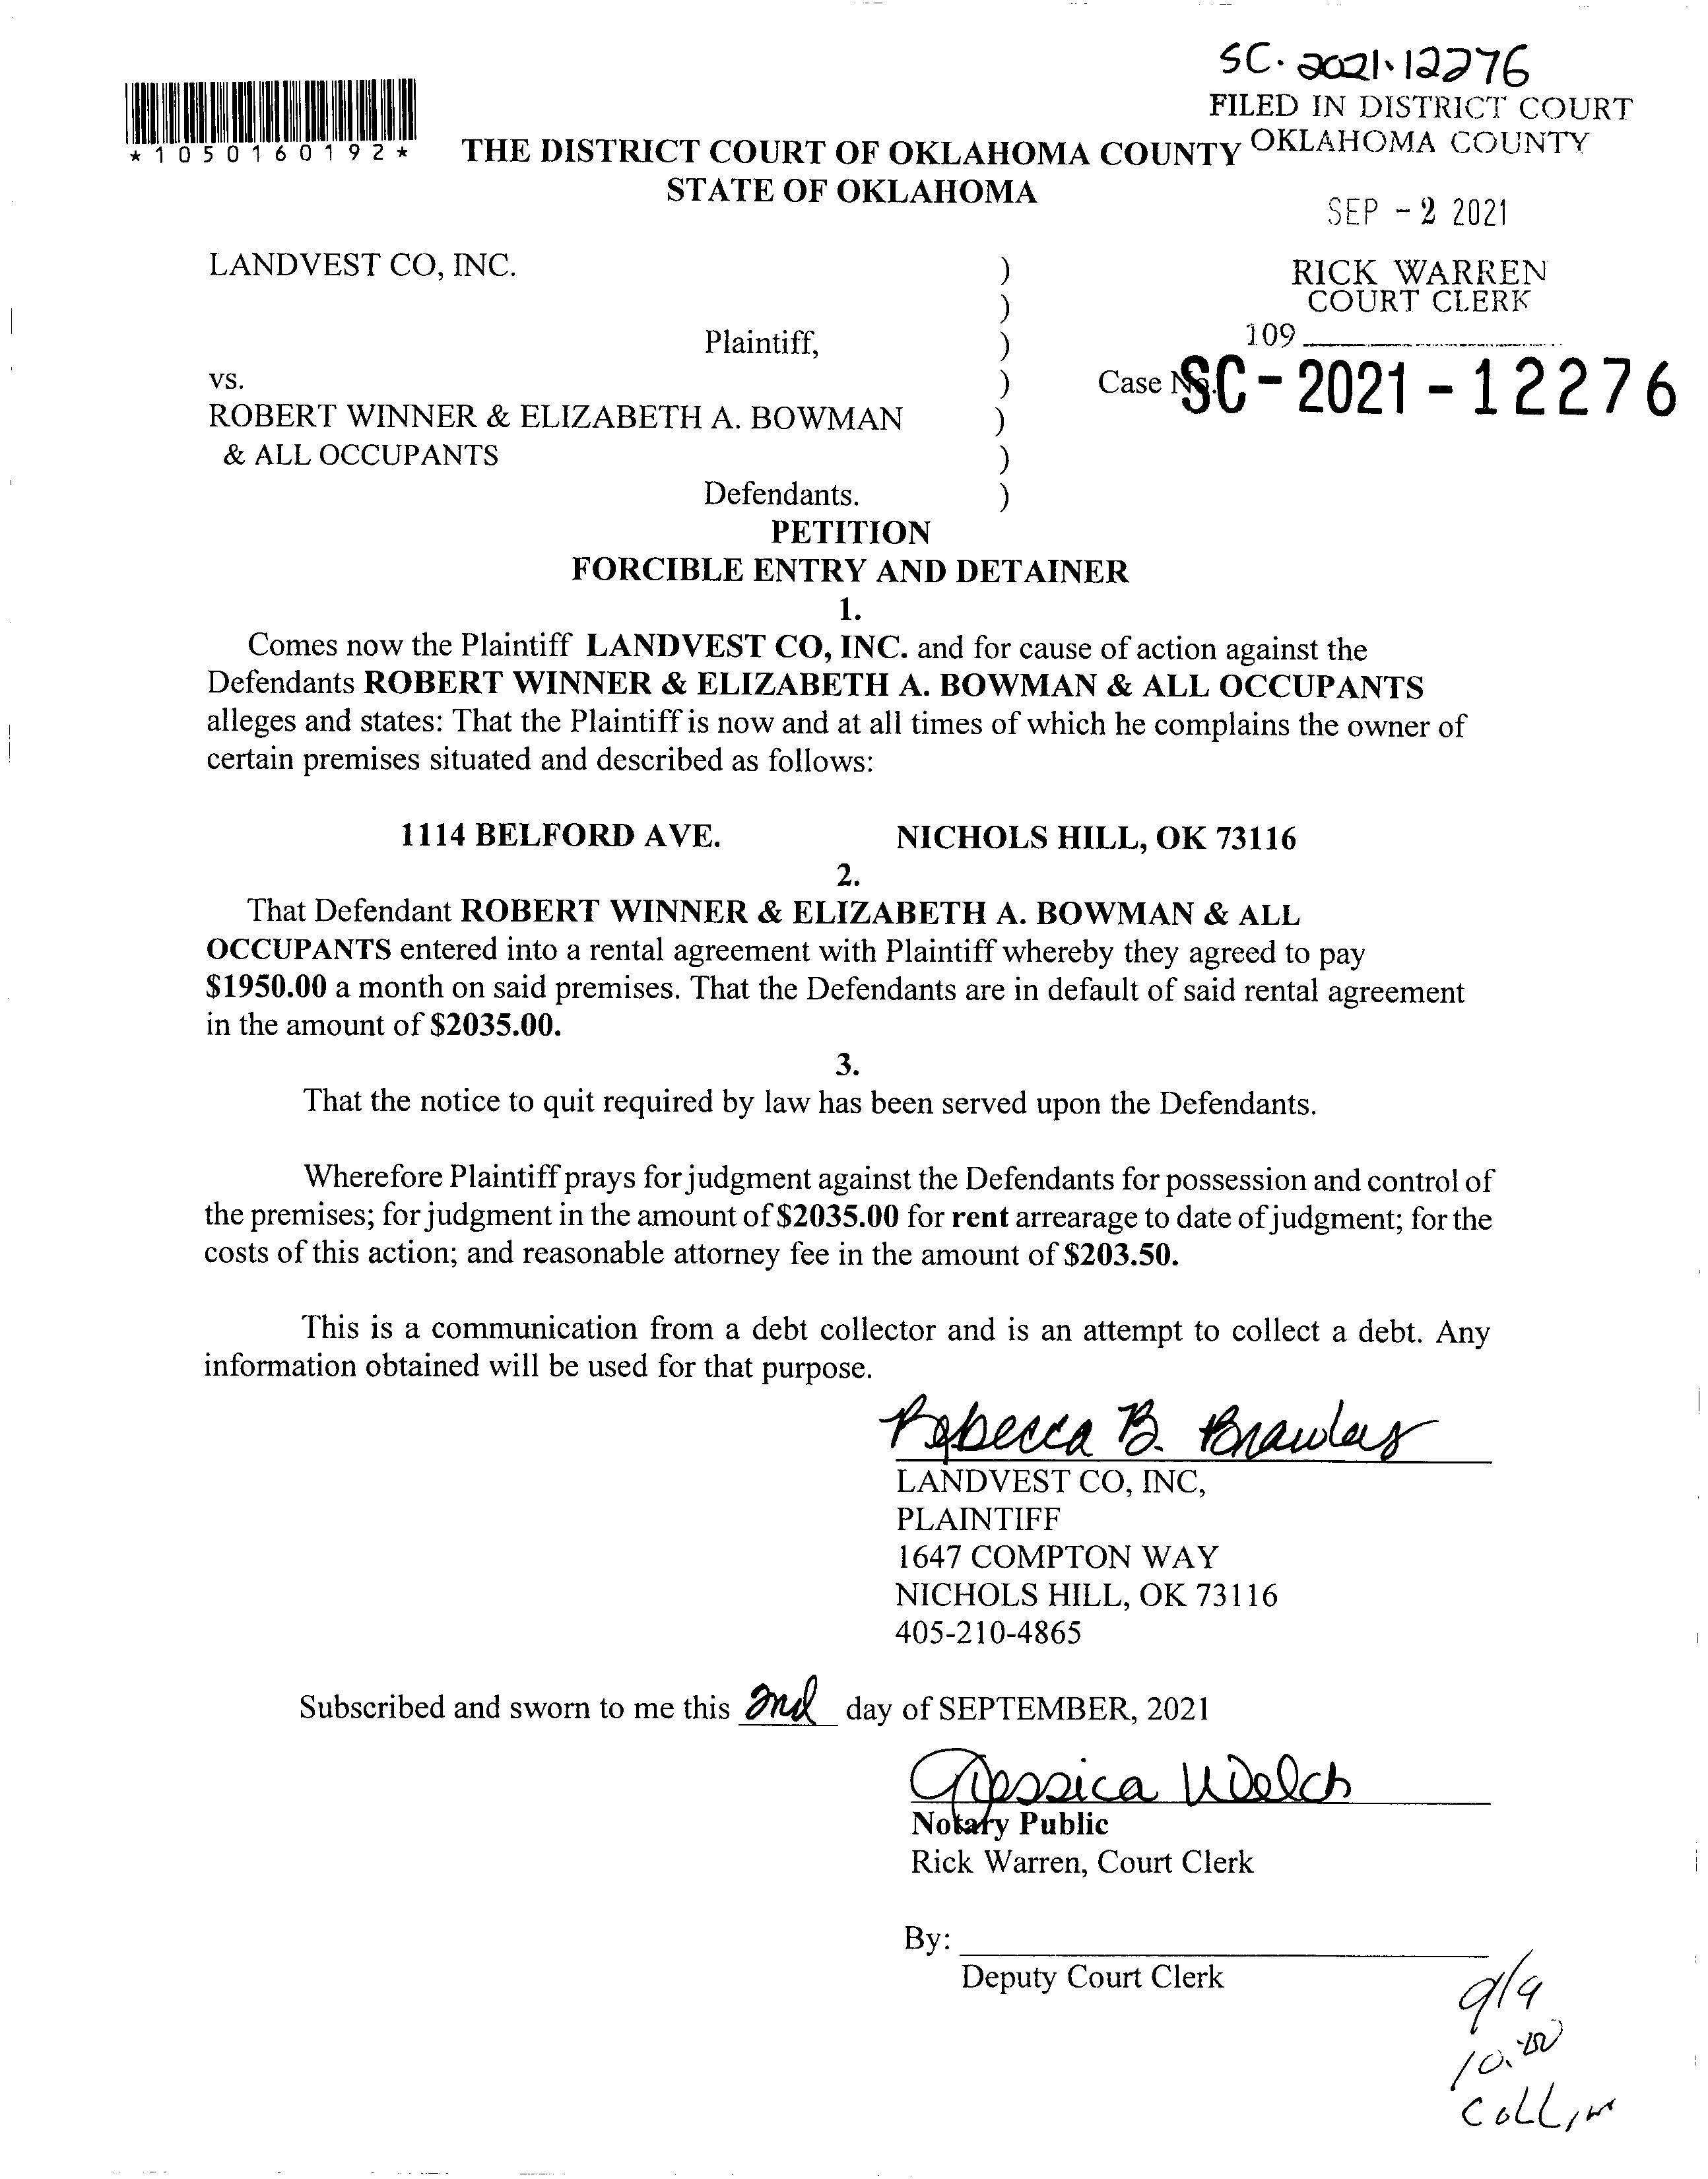 SC. 2021. 12276
FILED IN DISTRICT COURT
OKLAHOMA COUNTY
*1050160192*
THE DISTRICT COURT OF OKLAHOMA COUNTY
STATE OF OKLAHOMA
SEP - 2 2021
LANDVEST CO, INC. )
RICK WARREN
) COURT CLERK
Plaintiff, ) 109
vs. ) Case No. SC-2021-12276
ROBERT WINNER & ELIZABETH A. BOWMAN )
& ALL OCCUPANTS )
Defendants. )
PETITION
FORCIBLE ENTRY AND DETAINER
1.
Comes now the Plaintiff LANDVEST CO, INC. and for cause of action against the
Defendants ROBERT WINNER & ELIZABETH A. BOWMAN & ALL OCCUPANTS
alleges and states: That the Plaintiff is now and at all times of which he complains the owner of
certain premises situated and described as follows:
1114 BELFORD AVE. NICHOLS HILL, OK 73116
2.
That Defendant ROBERT WINNER & ELIZABETH A. BOWMAN & ALL
OCCUPANTS entered into a rental agreement with Plaintiff whereby they agreed to pay
$1950.00 a month on said premises. That the Defendants are in default of said rental agreement
in the amount of $2035.00.
3.
That the notice to quit required by law has been served upon the Defendants.
Wherefore Plaintiff prays for judgment against the Defendants for possession and control of
the premises; for judgment in the amount of $2035.00 for rent arrearage to date of judgment; for the
costs of this action; and reasonable attorney fee in the amount of $203.50.
This is a communication from a debt collector and is an attempt to collect a debt. Any
information obtained will be used for that purpose.
Rebecca B. Brawley
LANDVEST CO, INC,
PLAINTIFF
1647 COMPTON WAY
NICHOLS HILL, OK 73116
405-210-4865
Subscribed and sworn to me this 2nd day of SEPTEMBER, 2021
Jessica Welch
Notary Public
Rick Warren, Court Clerk
By:
Deputy Court Clerk
9/9
10:00